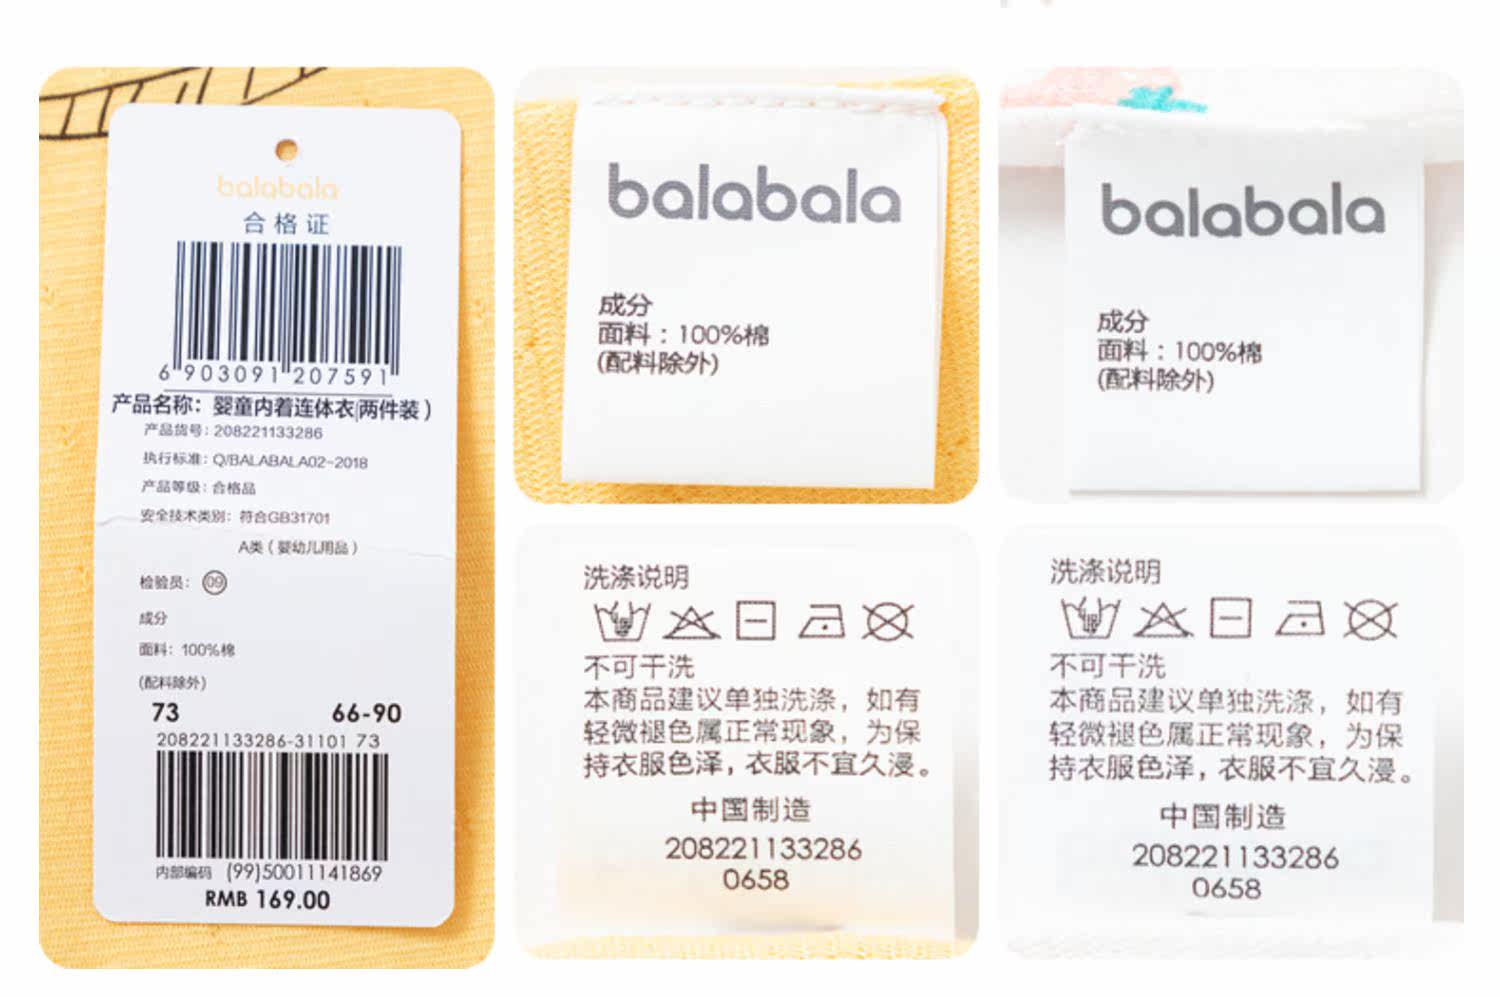 balabala
合格证
6 903091 207591
产品名称：婴童内着连体衣(两件装)
产品货号：208221133286
执行标准：Q/BALABALA02-2018
产品等级：合格品
安全技术类别：符合GB31701
A类（婴幼儿用品）
检验员：09
成分
面料：100%棉
(配料除外)
73 66-90
208221133286-31101 73
内部编码 (99)50011141869
RMB 169.00
balabala
成分
面料：100%棉
(配料除外)
balabala
成分
面料：100%棉
(配料除外)
洗涤说明
不可干洗
本商品建议单独洗涤，如有
轻微褪色属正常现象，为保
持衣服色泽，衣服不宜久浸。
中国制造
208221133286
0658
洗涤说明
不可干洗
本商品建议单独洗涤，如有
轻微褪色属正常现象，为保
持衣服色泽，衣服不宜久浸。
中国制造
208221133286
0658